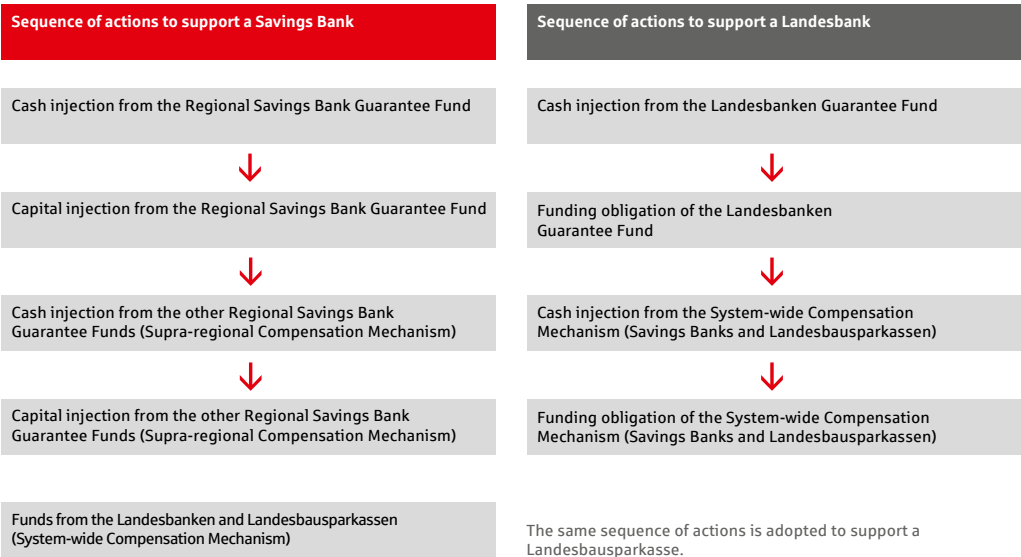 Sequence of actions to support a Savings Bank
Cash injection from the Regional Savings Bank Guarantee Fund
Capital injection from the Regional Savings Bank Guarantee Fund
Cash injection from the other Regional Savings Bank
Guarantee Funds (Supra-regional Compensation Mechanism)
Capital injection from the other Regional Savings Bank
Guarantee Funds (Supra-regional Compensation Mechanism)
Funds from the Landesbanken and Landesbausparkassen
(System-wide Compensation Mechanism)
Sequence of actions to support a Landesbank
Cash injection from the Landesbanken Guarantee Fund
Funding obligation of the Landesbanken
Guarantee Fund
Cash injection from the System-wide Compensation
Mechanism (Savings Banks and Landesbausparkassen)
Funding obligation of the System-wide Compensation
Mechanism (Savings Banks and Landesbausparkassen)
The same sequence of actions is adopted to support a
Landesbausparkasse.